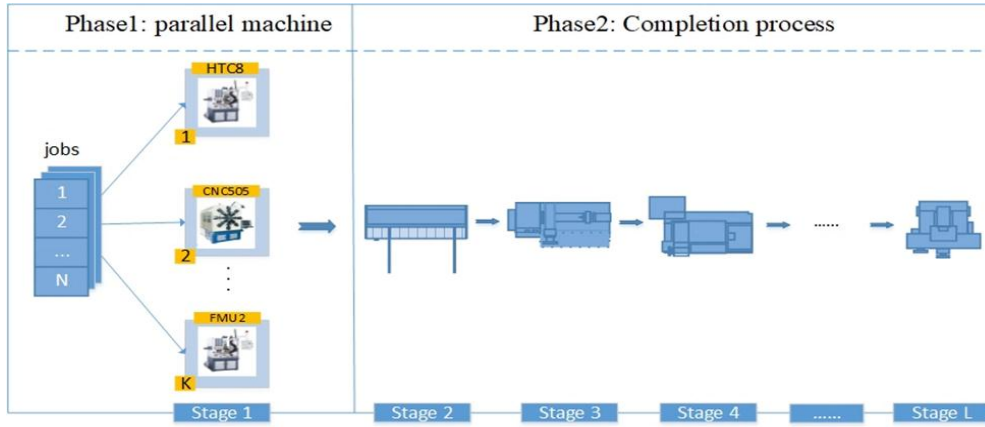 Phase1: parallel machine
Phase2: Completion process
HTC8
1
jobs
1
2
...
N
CNC505
2
FMU2
K
......
Stage 1
Stage 2
Stage 3
Stage 4
......
Stage L